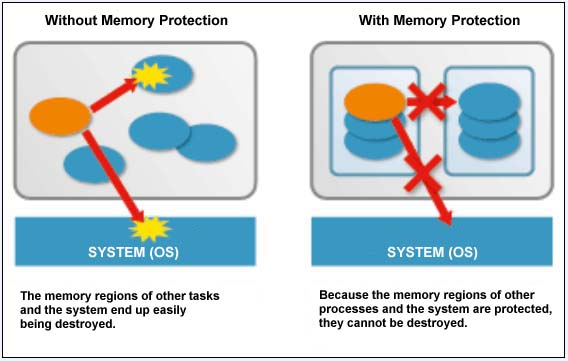 Without Memory Protection
With Memory Protection
SYSTEM (OS)
SYSTEM (OS)
The memory regions of other tasks
and the system end up easily
being destroyed.
Because the memory regions of other
processes and the system are protected,
they cannot be destroyed.